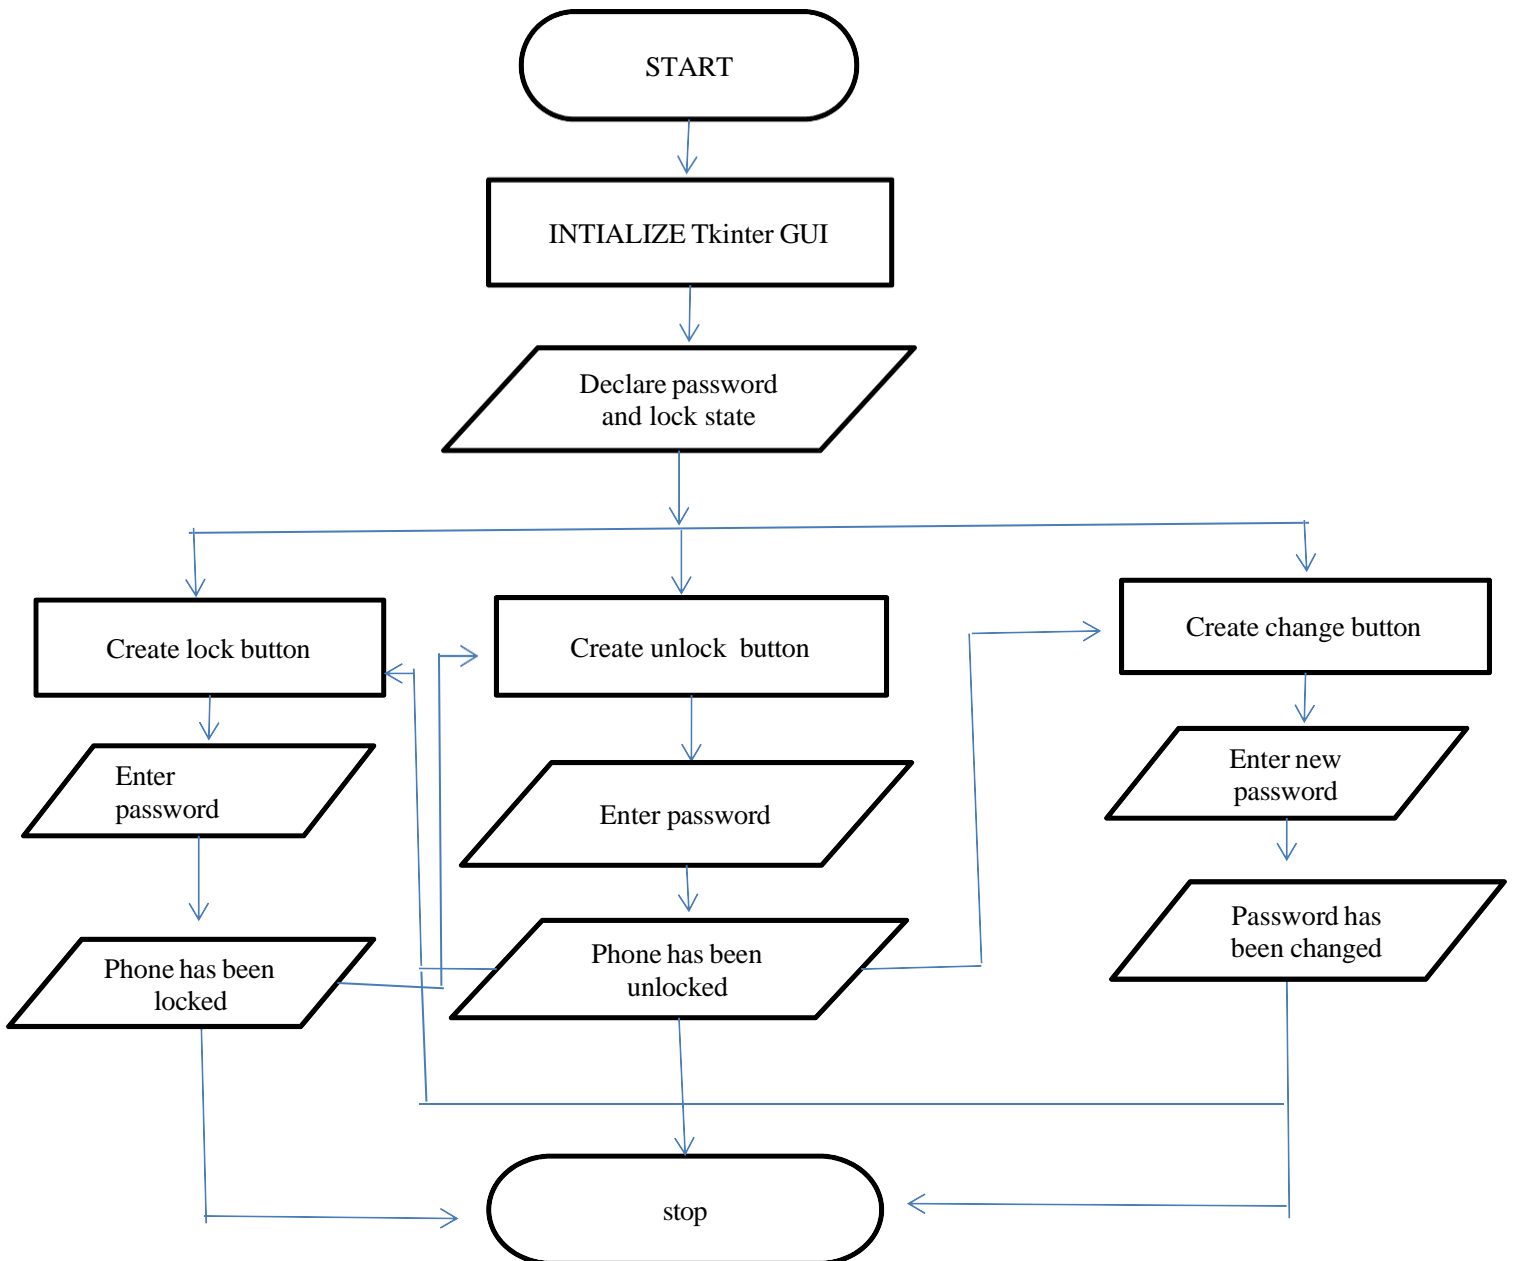 START
INTIALIZE Tkinter GUI
Declare password
and lock state
Create lock button
Create unlock button
Create change button
Enter
password
Enter password
Enter new
password
Phone has been
locked
Phone has been
unlocked
Password has
been changed
stop